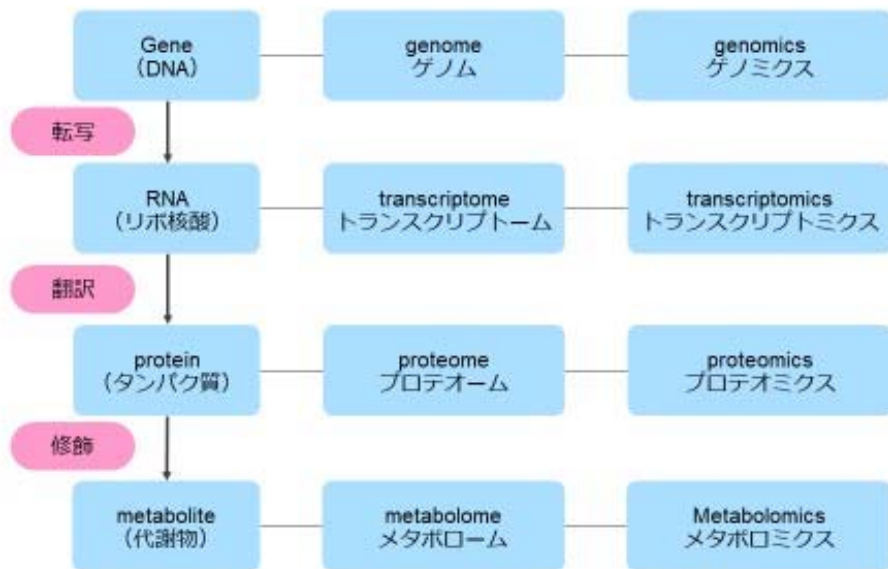 Gene
（DNA）
genome
ゲノム
genomics
ゲノミクス
転写
RNA
（リボ核酸）
transcriptome
トランスクリプトーム
transcriptomics
トランスクリプトミクス
翻訳
protein
（タンパク質）
proteome
プロテオーム
proteomics
プロテオミクス
修飾
metabolite
（代謝物）
metabolome
メタボローム
Metabolomics
メタボロミクス